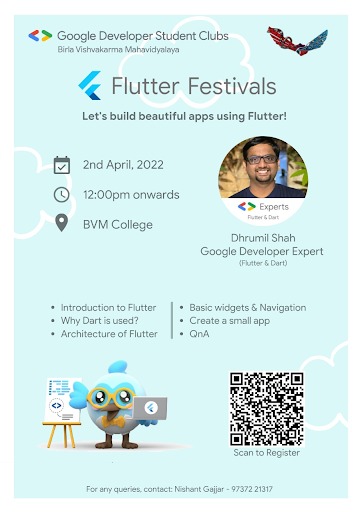 Google Developer Student Clubs
Birla Vishvakarma Mahavidyalaya
Flutter Festivals
Let's build beautiful apps using Flutter!
2nd April, 2022
12:00pm onwards
BVM College
Experts
Flutter & Dart
Dhrumil Shah
Google Developer Expert
(Flutter & Dart)
• Introduction to Flutter
• Why Dart is used?
• Architecture of Flutter
• Basic widgets & Navigation
• Create a small app
• QnA
Scan to Register
For any queries, contact: Nishant Gajjar - 97372 21317